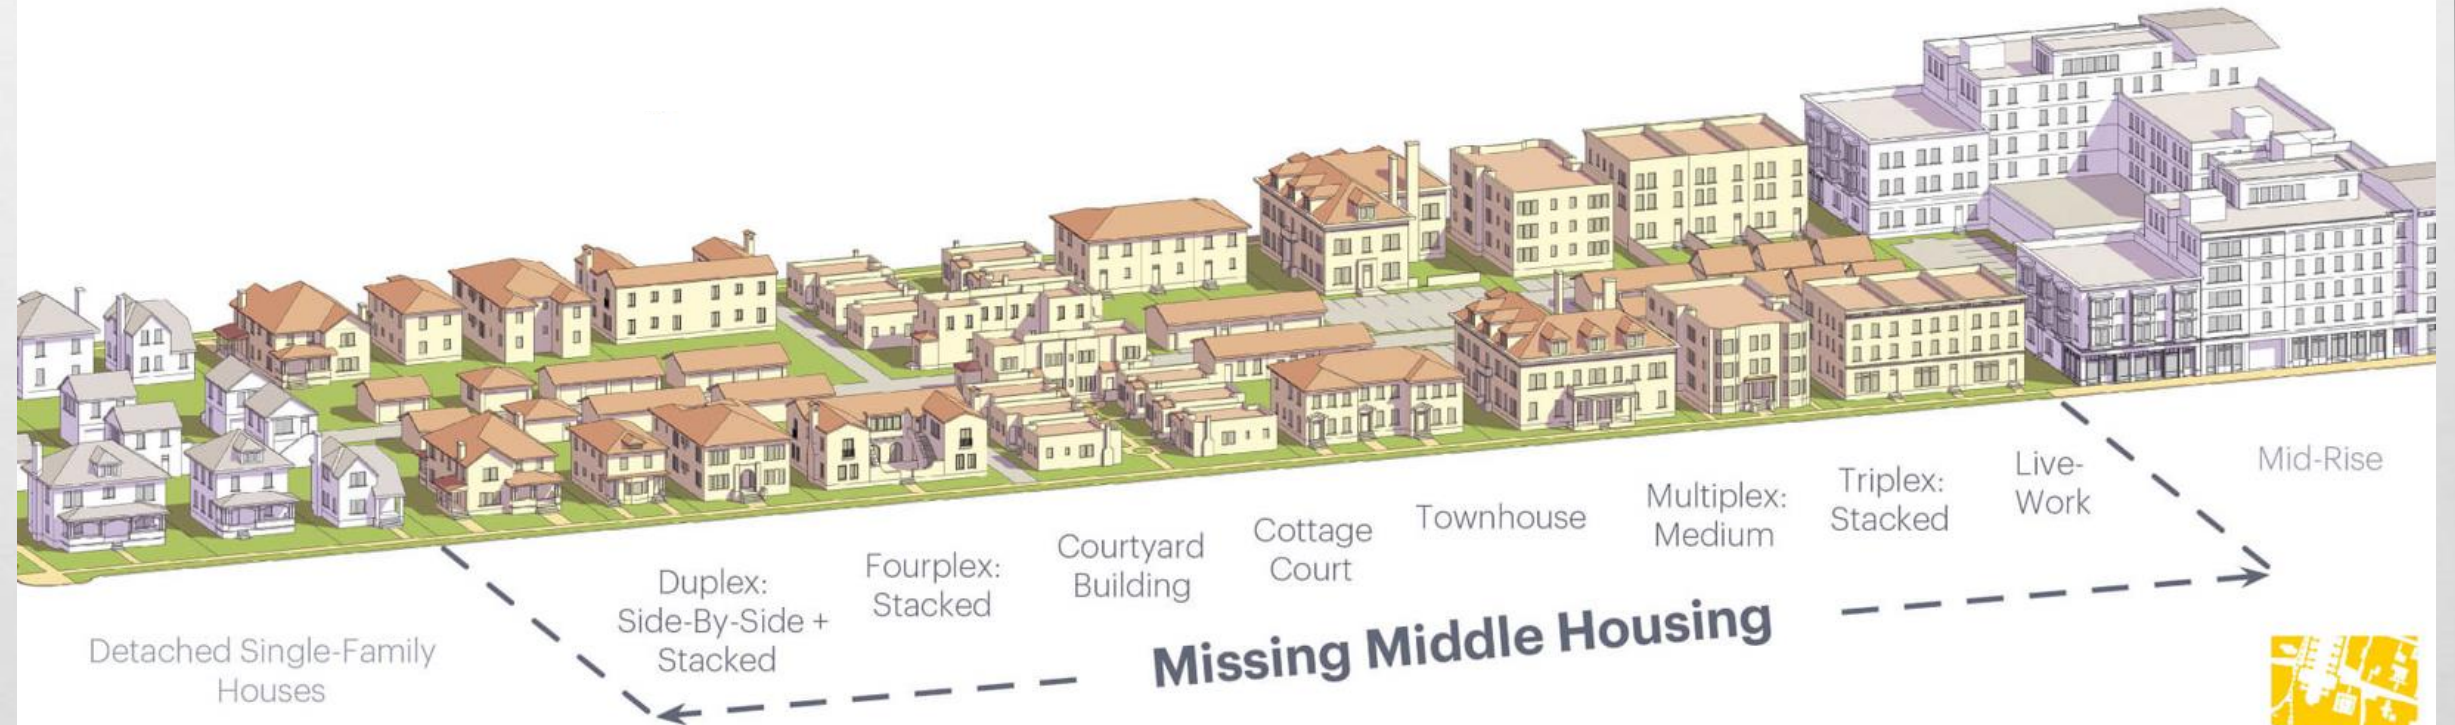 Detached Single-Family
Houses
Duplex:
Side-By-Side +
Stacked
Fourplex:
Stacked
Courtyard
Building
Cottage
Court
Townhouse
Multiplex:
Medium
Triplex:
Stacked
Live-
Work
Mid-Rise
Missing Middle Housing